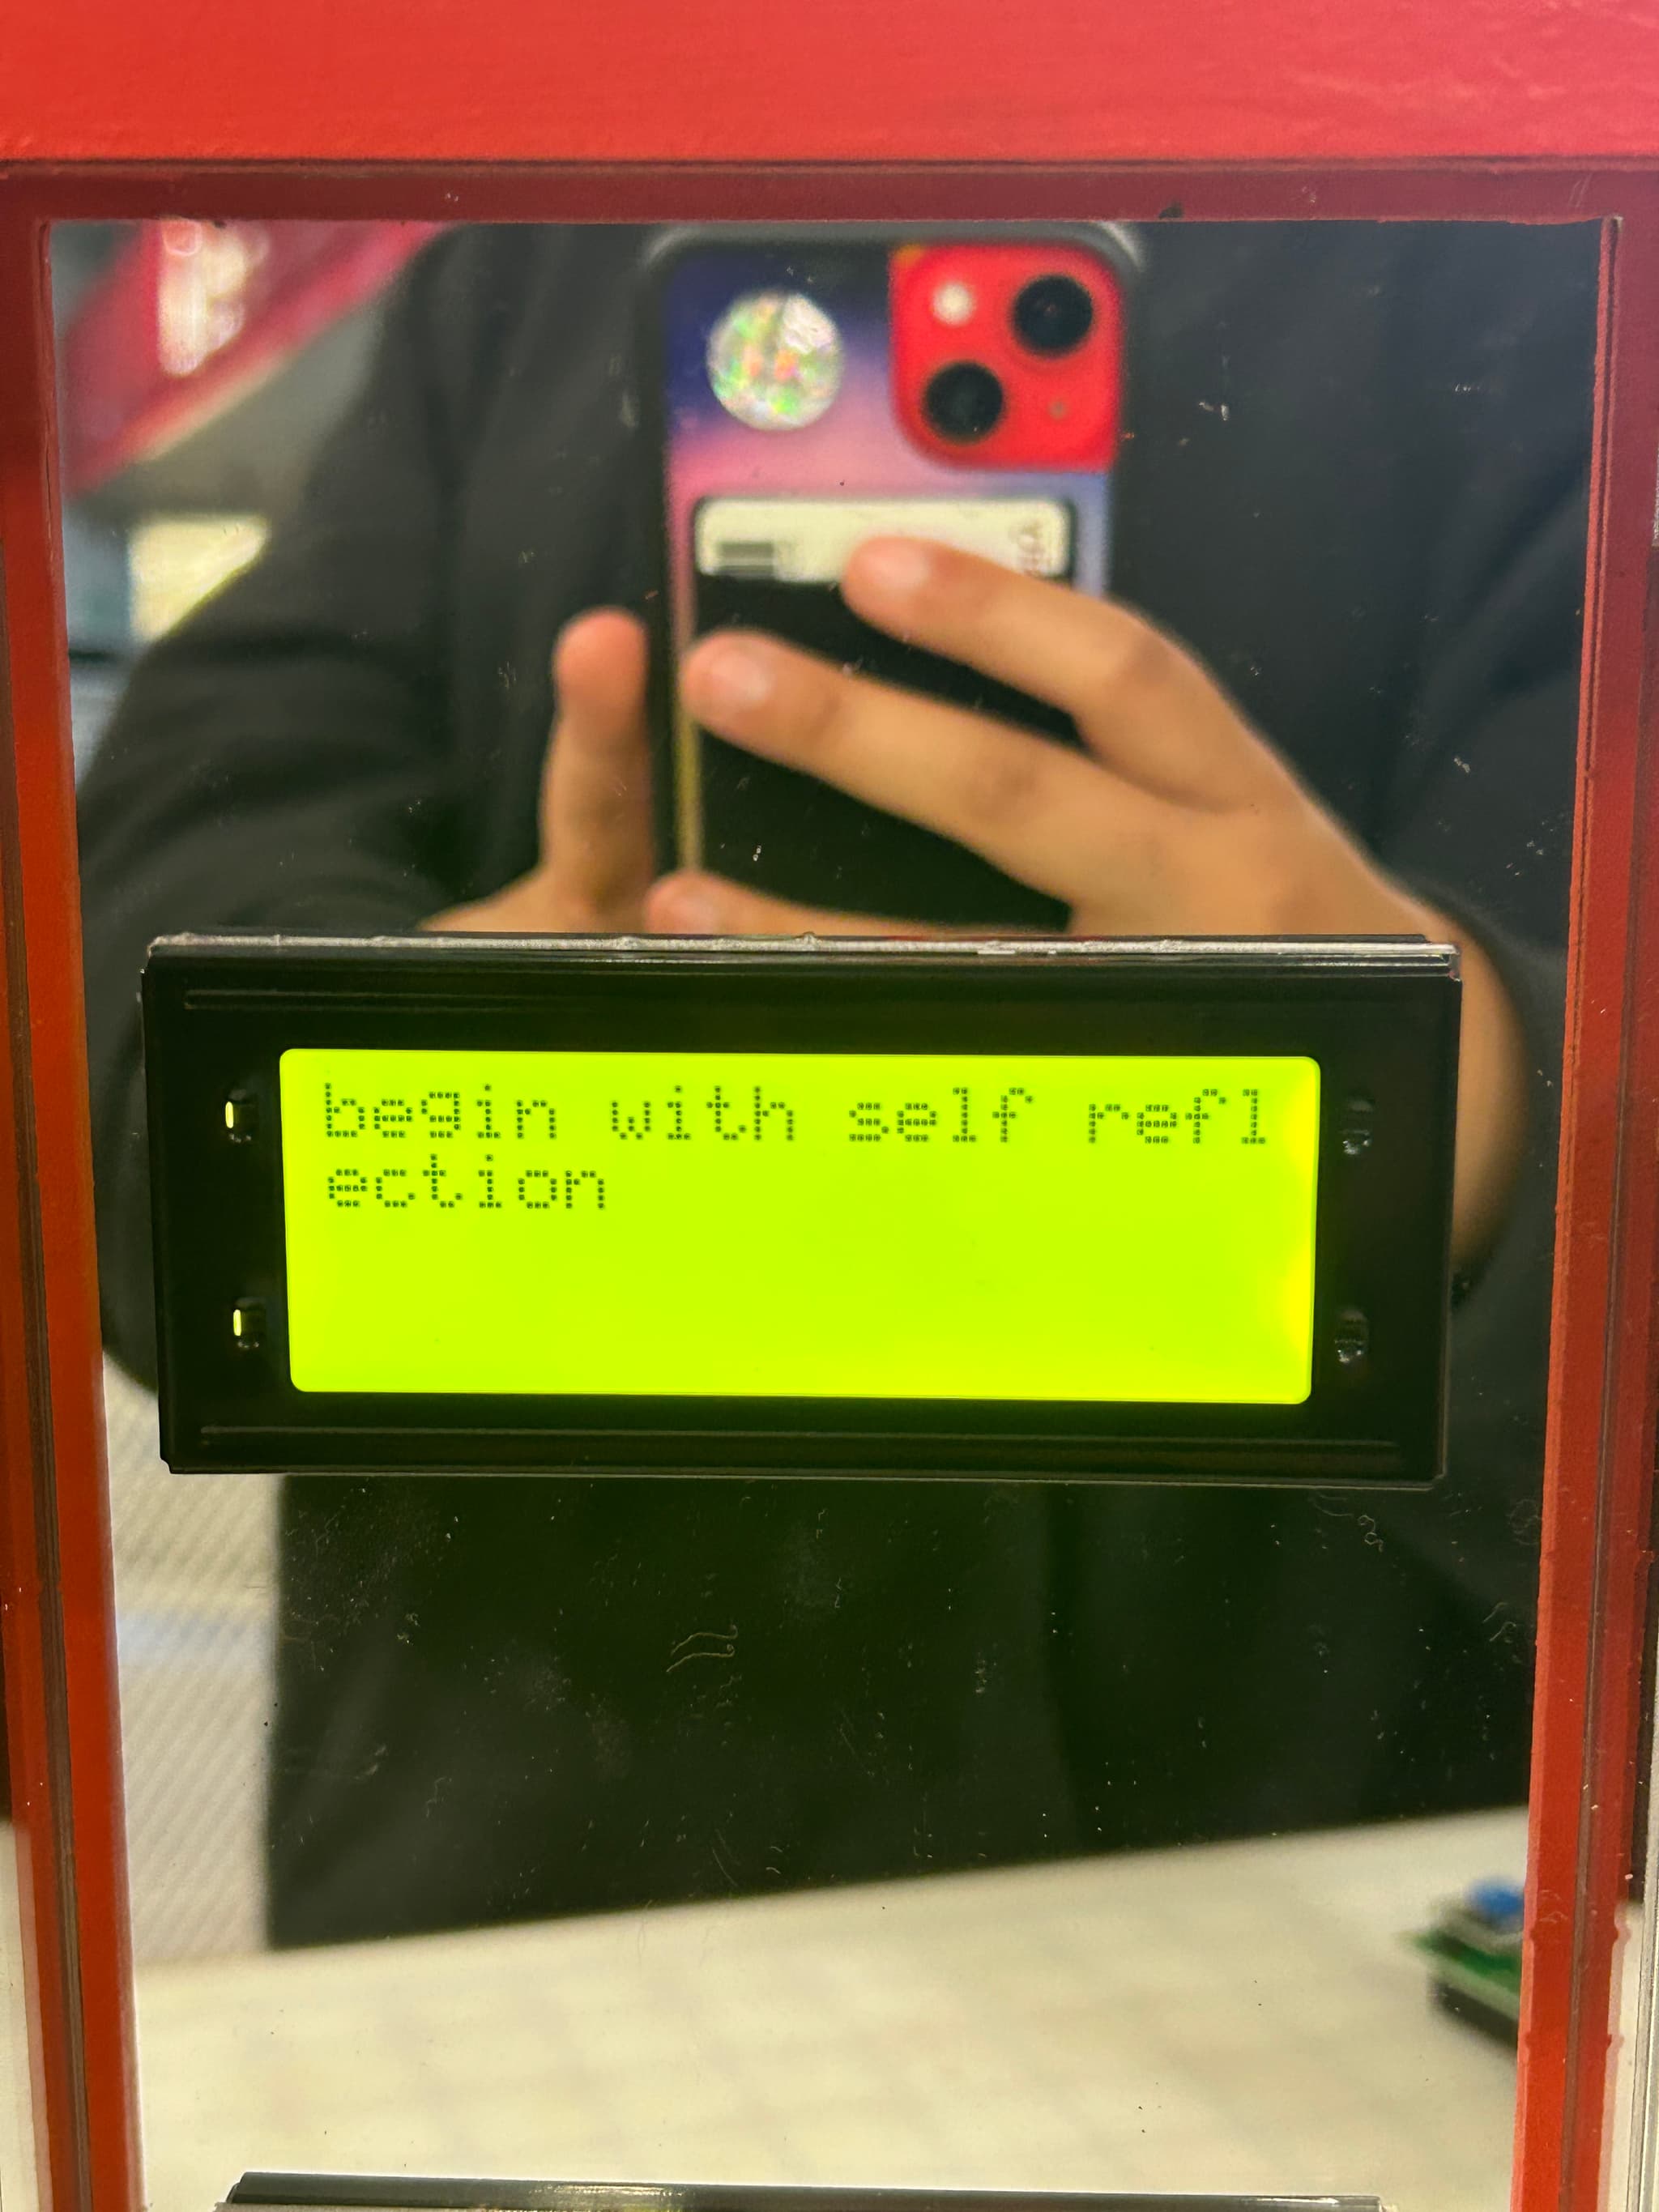 begin with self refl
ection